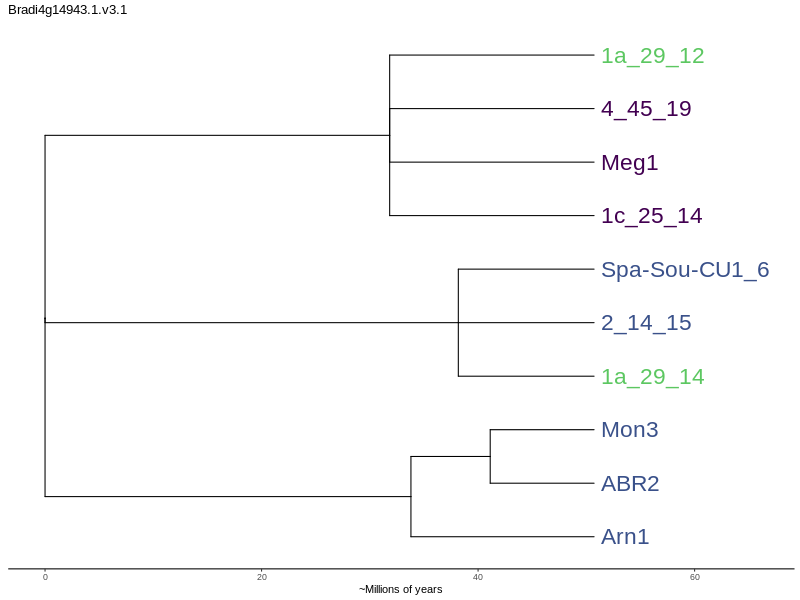 Bradi4g14943.1.v3.1
1a_29_12
4_45_19
Meg1
1c_25_14
Spa-Sou-CU1_6
2_14_15
1a_29_14
Mon3
ABR2
Arn1
0 20 40 60
~Millions of years